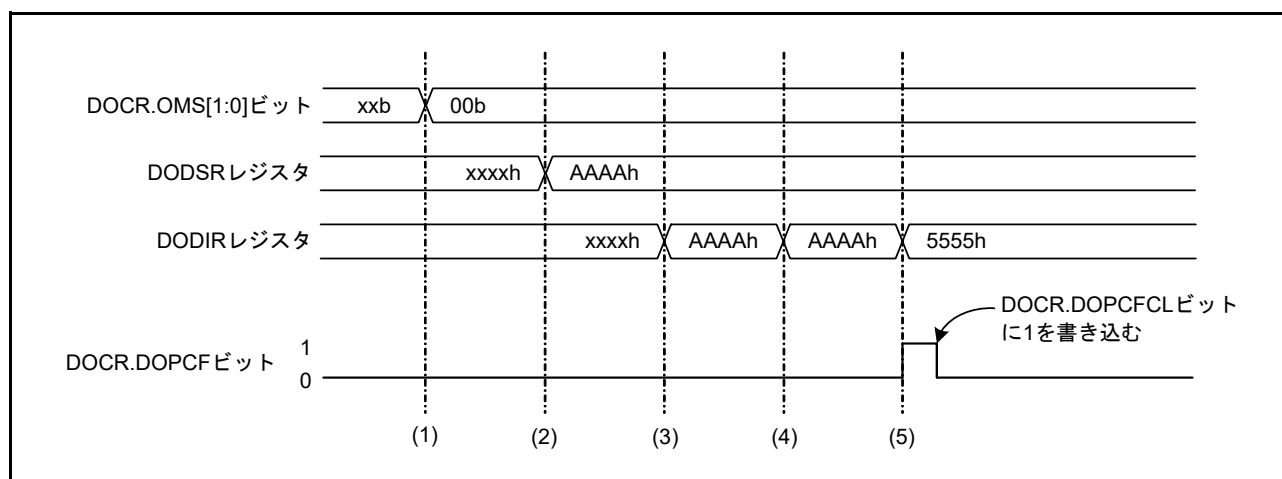 DOCR.OMS[1:0]ビット xxb 00b
DODSRレジスタ xxxxh AAAAh
DODIRレジスタ xxxxh AAAAh AAAAh 5555h
DOCR.DOPCFCLビット
に1を書き込む
DOCR.DOPCFビット 1
0
(1) (2) (3) (4) (5)